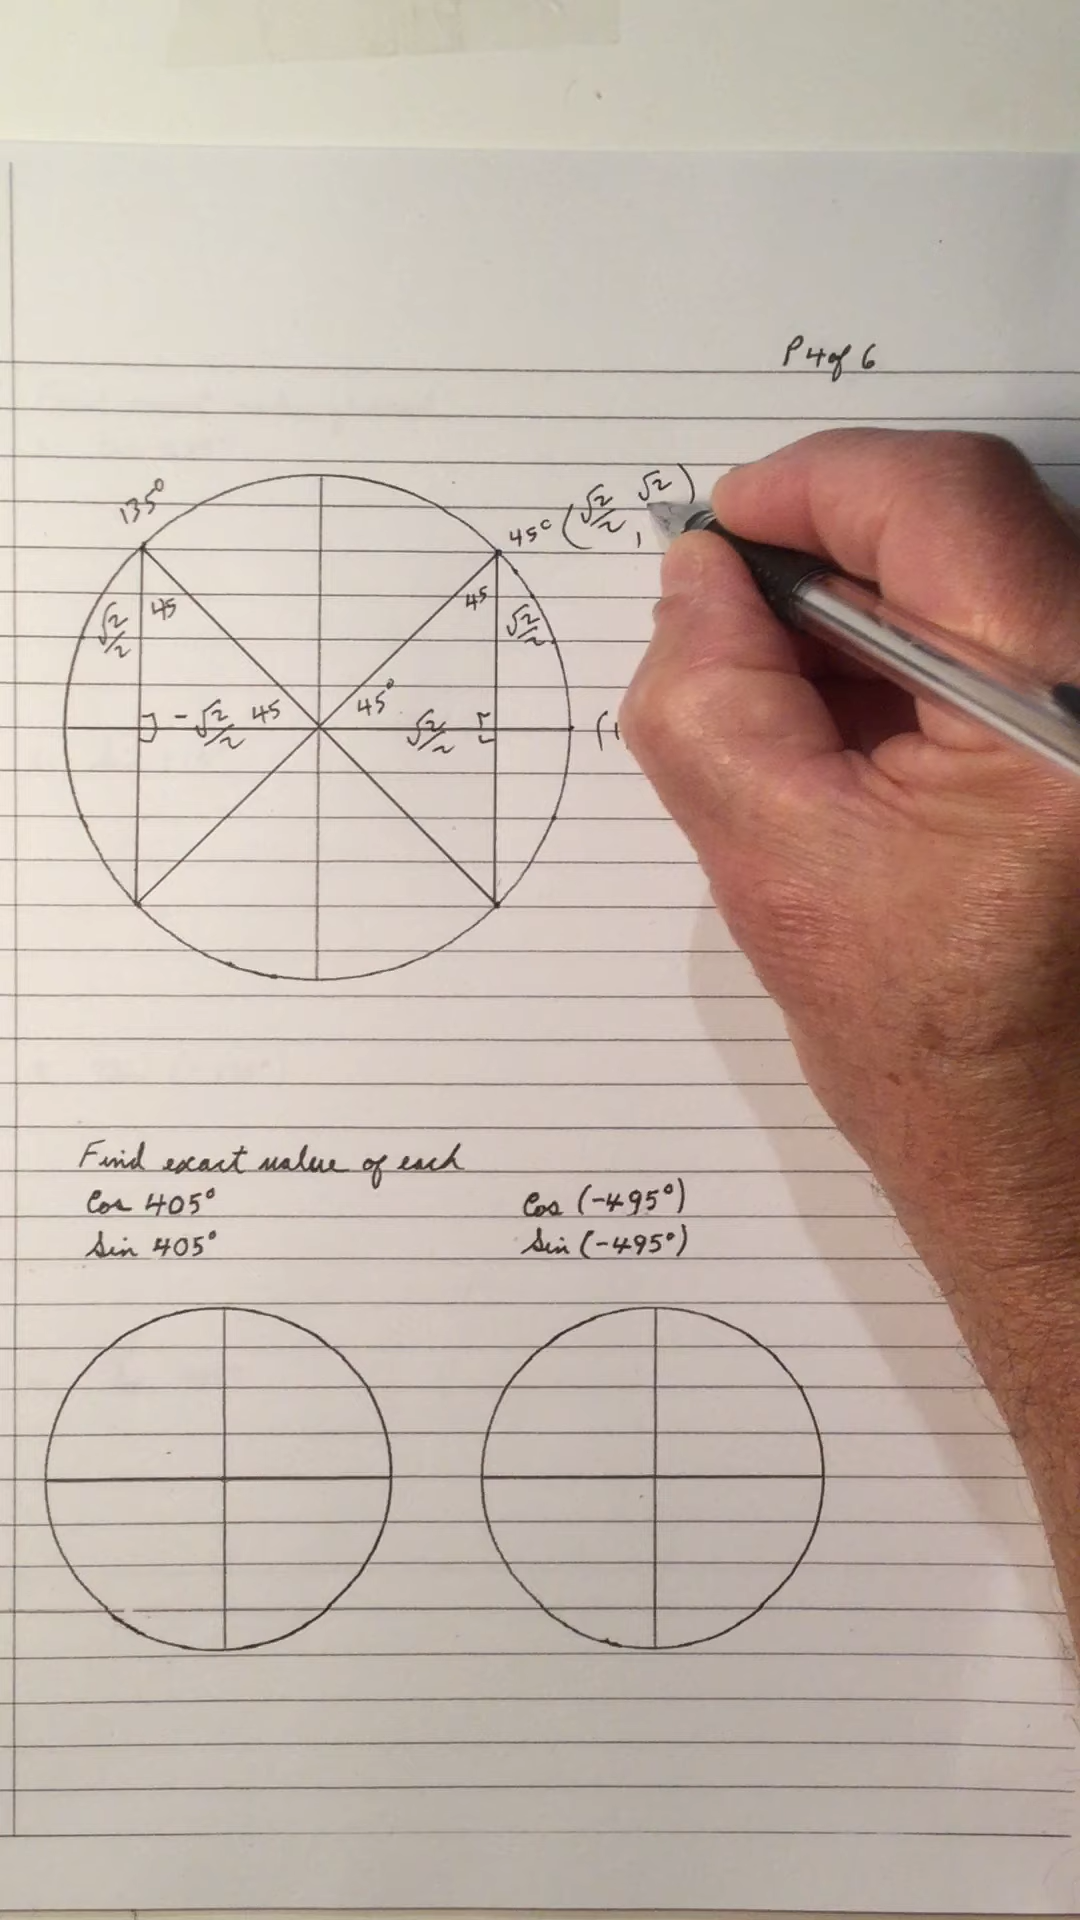 P 4 of 6
135°
45° (√2/2, √2
√2/2 45
45 √2/2
-√2/2 45
45°
√2/2
(1
Find exact value of each
Cos 405°
Cos (-495°)
Sin 405°
Sin (-495°)